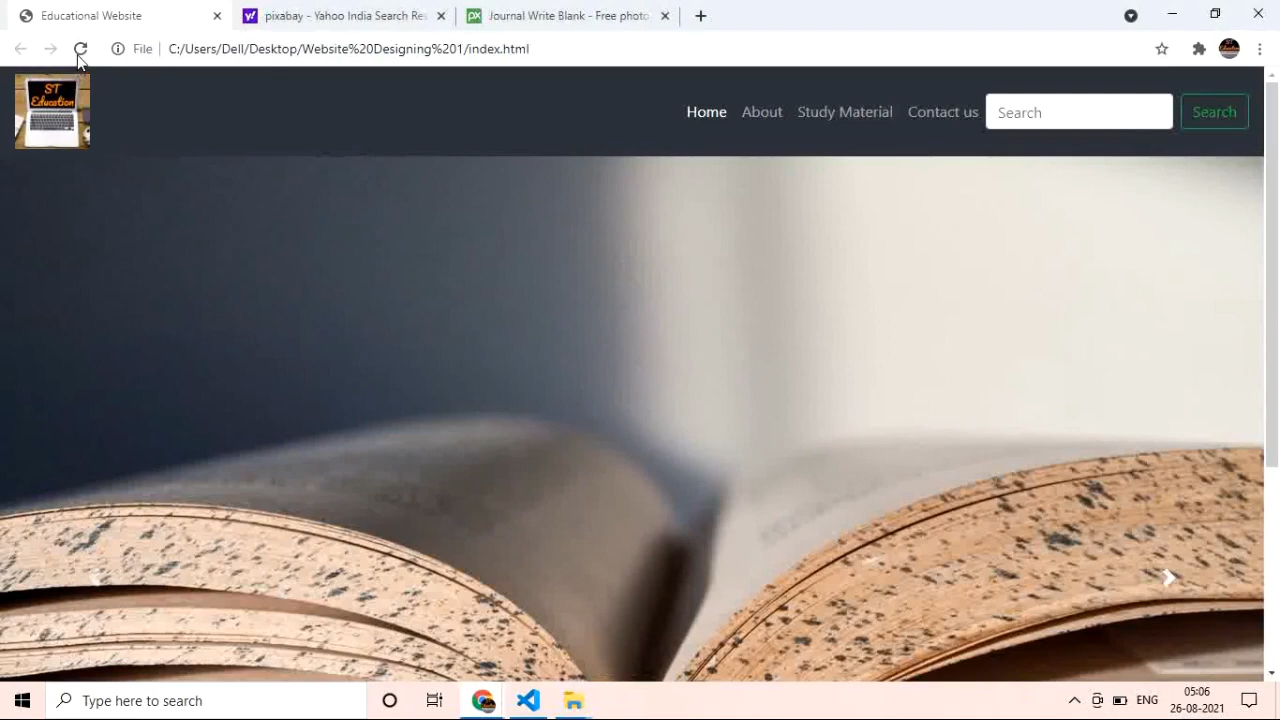 Educational Website
pixabay - Yahoo India Search Res
Journal Write Blank - Free photo
File
C:/Users/Dell/Desktop/Website%20Designing%201/index.html
ST
Education
Home
About
Study Material
Contact us
Search
Search
Type here to search
ENG
05:06
26-08-2021